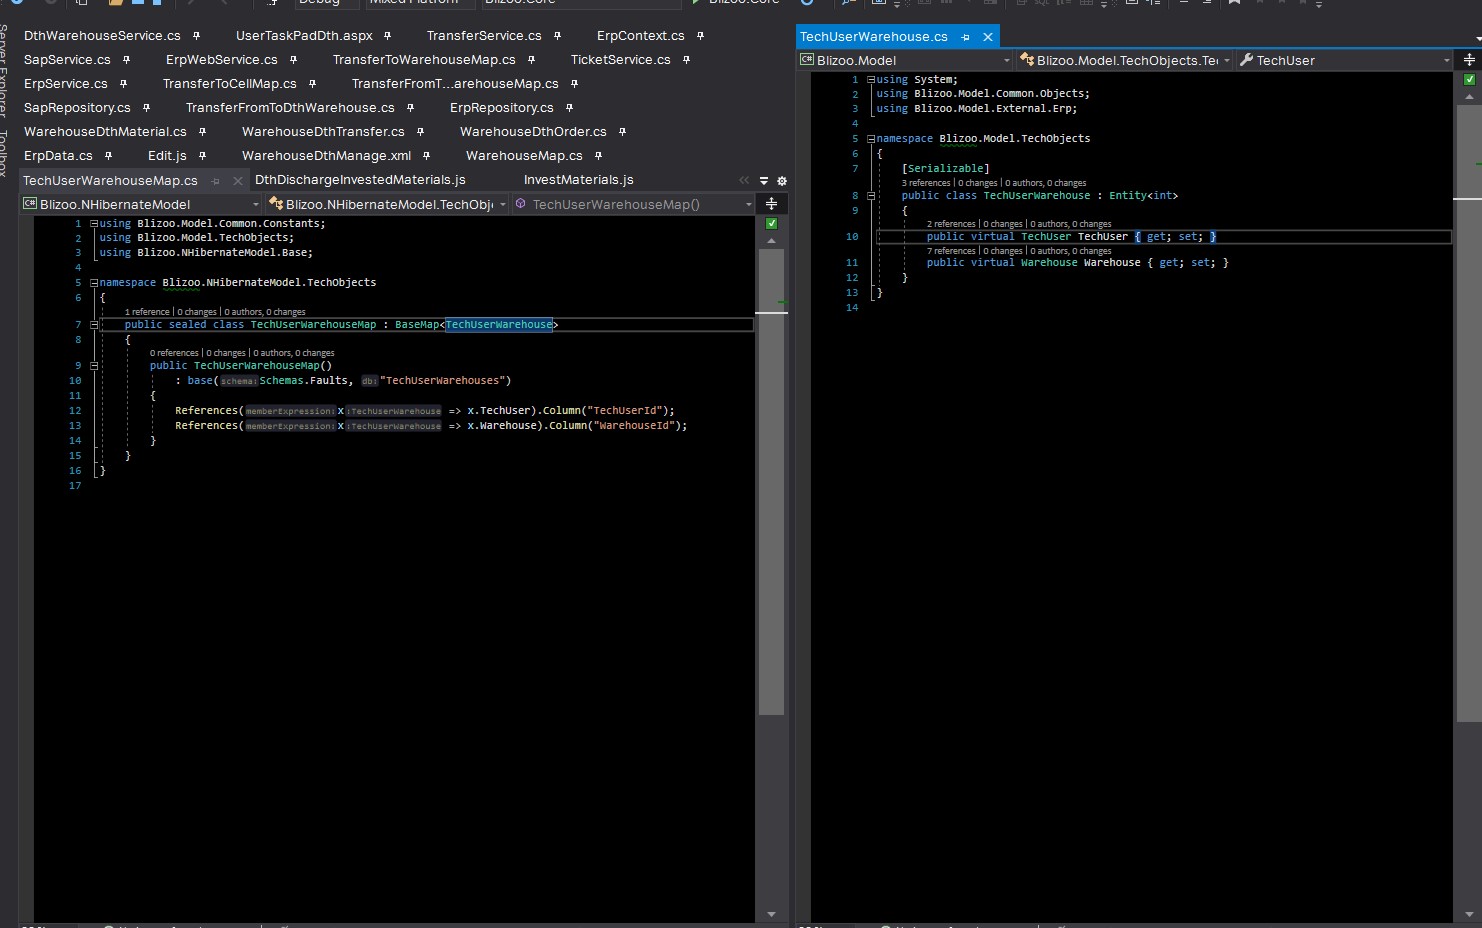 Debug Mixed Platform Blizoo.Core Blizoo.Core
Server Explorer
Toolbox
DthWarehouseService.cs UserTaskPadDth.aspx TransferService.cs ErpContext.cs
SapService.cs ErpWebService.cs TransferToWarehouseMap.cs TicketService.cs
ErpService.cs TransferToCellMap.cs TransferFromT...arehouseMap.cs
SapRepository.cs TransferFromToDthWarehouse.cs ErpRepository.cs
WarehouseDthMaterial.cs WarehouseDthTransfer.cs WarehouseDthOrder.cs
ErpData.cs Edit.js WarehouseDthManage.xml WarehouseMap.cs
TechUserWarehouseMap.cs DthDischargeInvestedMaterials.js InvestMaterials.js
C# Blizoo.NHibernateModel Blizoo.NHibernateModel.TechObj TechUserWarehouseMap()
1 using Blizoo.Model.Common.Constants;
2 using Blizoo.Model.TechObjects;
3 using Blizoo.NHibernateModel.Base;
4
5 namespace Blizoo.NHibernateModel.TechObjects
6 {
1 reference | 0 changes | 0 authors, 0 changes
7 public sealed class TechUserWarehouseMap : BaseMap<TechUserWarehouse>
8 {
0 references | 0 changes | 0 authors, 0 changes
9 public TechUserWarehouseMap()
10 : base(schema: Schemas.Faults, db: "TechUserWarehouses")
11 {
12 References(memberExpression: x :TechUserWarehouse => x.TechUser).Column("TechUserId");
13 References(memberExpression: x :TechUserWarehouse => x.Warehouse).Column("WarehouseId");
14 }
15 }
16 }
17
TechUserWarehouse.cs
C# Blizoo.Model Blizoo.Model.TechObjects.Te TechUser
1 using System;
2 using Blizoo.Model.Common.Objects;
3 using Blizoo.Model.External.Erp;
4
5 namespace Blizoo.Model.TechObjects
6 {
7 [Serializable]
3 references | 0 changes | 0 authors, 0 changes
8 public class TechUserWarehouse : Entity<int>
9 {
2 references | 0 changes | 0 authors, 0 changes
10 public virtual TechUser TechUser { get; set; }
7 references | 0 changes | 0 authors, 0 changes
11 public virtual Warehouse Warehouse { get; set; }
12 }
13 }
14